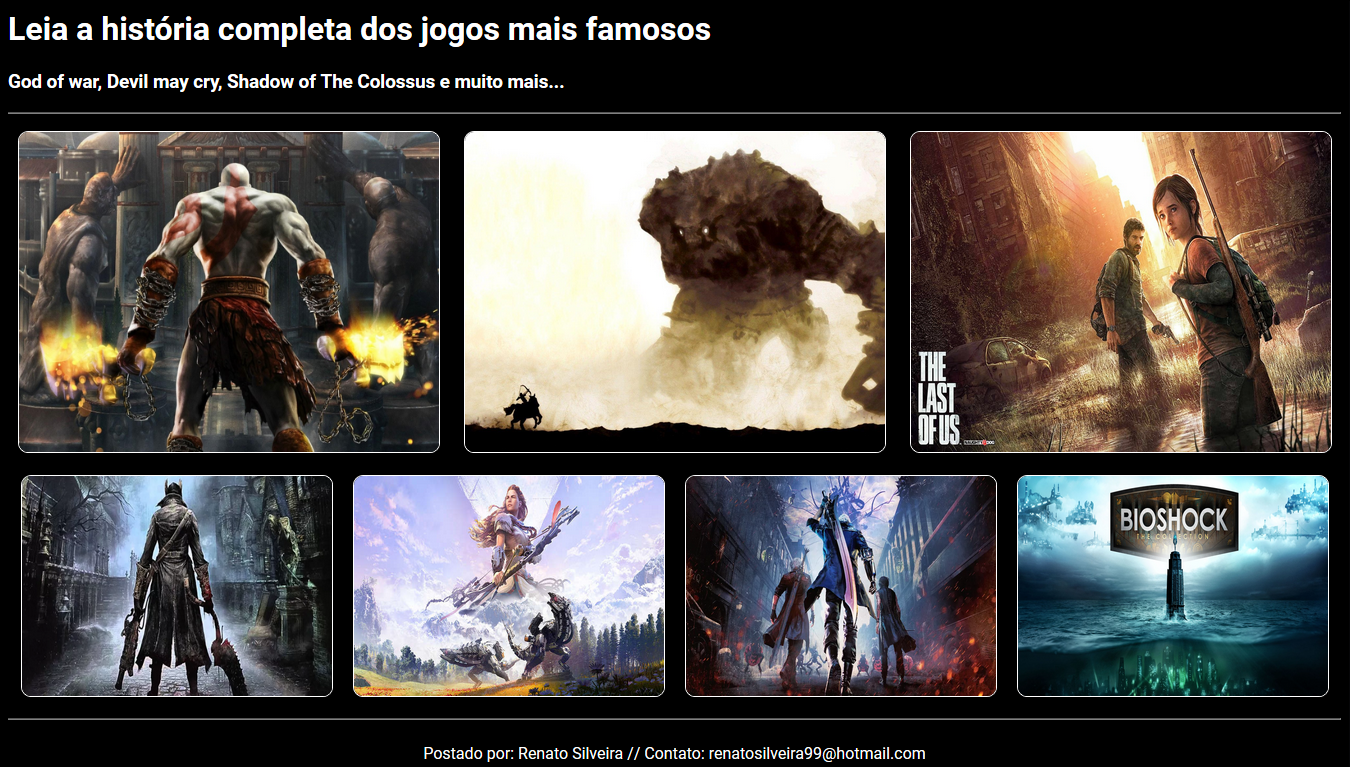 Leia a história completa dos jogos mais famosos
God of war, Devil may cry, Shadow of The Colossus e muito mais...
THE
LAST
OF US
BIOSHOCK
THE COLLECTION
Postado por: Renato Silveira // Contato: renatosilveira99@hotmail.com